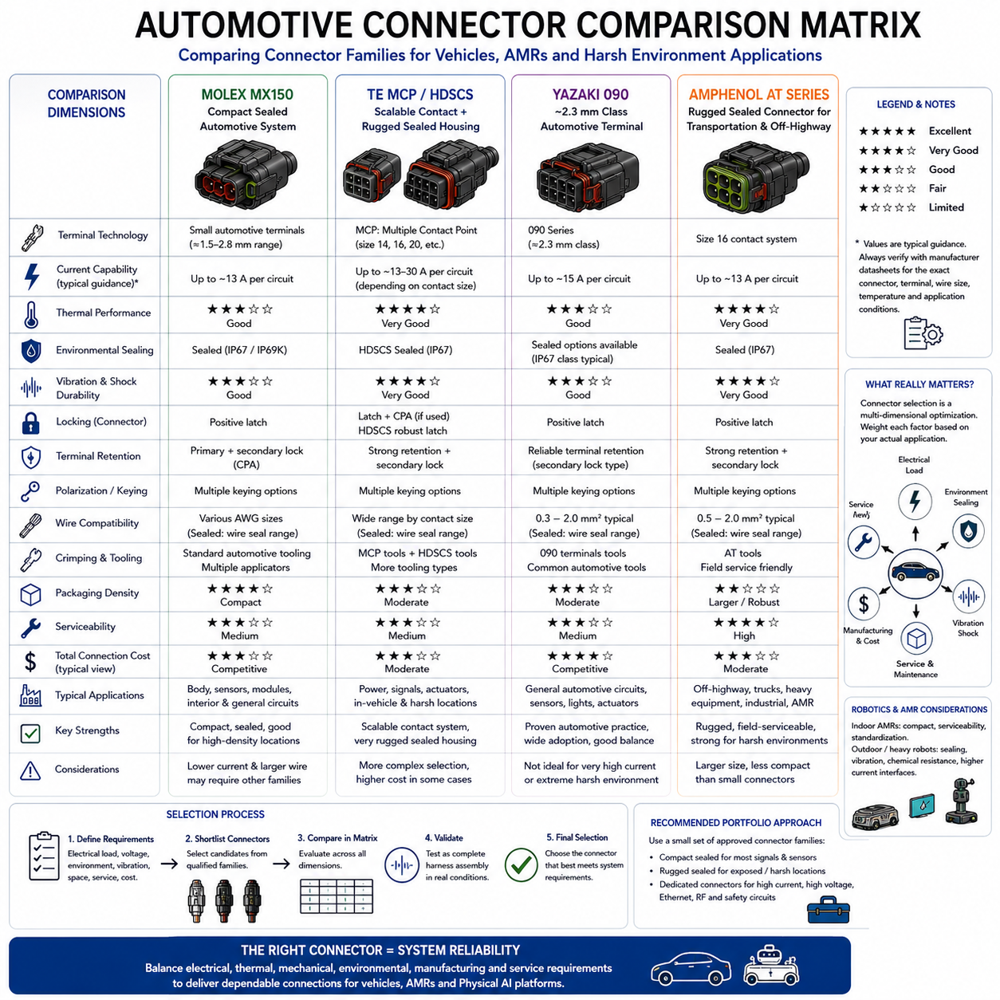 AUTOMOTIVE CONNECTOR COMPARISON MATRIX
Comparing Connector Families for Vehicles, AMRs and Harsh Environment Applications
COMPARISON
DIMENSIONS
MOLEX MX150
Compact Sealed
Automotive System
TE MCP / HDSCS
Scalable Contact +
Rugged Sealed Housing
YAZAKI 090
~2.3 mm Class
Automotive Terminal
AMPHENOL AT SERIES
Rugged Sealed Connector for
Transportation & Off-Highway
Terminal Technology
Small automotive terminals
(≈1.5–2.8 mm range)
MCP: Multiple Contact Point
(size 14, 16, 20, etc.)
090 Series
(≈2.3 mm class)
Size 16 contact system
Current Capability
(typical guidance)*
Up to ~13 A per circuit
Up to ~13–30 A per circuit
(depending on contact size)
Up to ~15 A per circuit
Up to ~13 A per circuit
Thermal Performance
★★★☆☆
Good
★★★★☆
Very Good
★★★☆☆
Good
★★★★☆
Very Good
Environmental Sealing
Sealed (IP67 / IP69K)
HDSCS Sealed (IP67)
Sealed options available
(IP67 class typical)
Sealed (IP67)
Vibration & Shock
Durability
★★★☆☆
Good
★★★★☆
Very Good
★★★☆☆
Good
★★★★☆
Very Good
Locking (Connector)
Positive latch
Latch + CPA (if used)
HDSCS robust latch
Positive latch
Positive latch
Terminal Retention
Primary + secondary lock
(CPA)
Strong retention +
secondary lock
Reliable terminal retention
(secondary lock type)
Strong retention +
secondary lock
Polarization / Keying
Multiple keying options
Multiple keying options
Multiple keying options
Multiple keying options
Wire Compatibility
Various AWG sizes
(Sealed: wire seal range)
Wide range by contact size
(Sealed: wire seal range)
0.3 – 2.0 mm² typical
(Sealed: wire seal range)
0.5 – 2.0 mm² typical
(Sealed: wire seal range)
Crimping & Tooling
Standard automotive tooling
Multiple applicators
MCP tools + HDSCS tools
More tooling types
090 terminals tools
Common automotive tools
AT tools
Field service friendly
Packaging Density
★★★★☆
Compact
★★★☆☆
Moderate
★★★☆☆
Moderate
★★☆☆☆
Larger / Robust
Serviceability
★★★☆☆
Medium
★★★☆☆
Medium
★★★☆☆
Medium
★★★★☆
High
$
Total Connection Cost
(typical view)
★★★☆☆
Competitive
★★★☆☆
Moderate
★★★★☆
Competitive
★★★☆☆
Moderate
Typical Applications
Body, sensors, modules,
interior & general circuits
Power, signals, actuators,
in-vehicle & harsh locations
General automotive circuits,
sensors, lights, actuators
Off-highway, trucks, heavy
equipment, industrial, AMR
Key Strengths
Compact, sealed, good
for high-density locations
Scalable contact system,
very rugged sealed housing
Proven automotive practice,
wide adoption, good balance
Rugged, field-serviceable,
strong for harsh environments
Considerations
Lower current & larger wire
may require other families
More complex selection,
higher cost in some cases
Not ideal for very high current
or extreme harsh environment
Larger size, less compact
than small connectors
LEGEND & NOTES
★★★★★ Excellent
★★★★☆ Very Good
★★★☆☆ Good
★★☆☆☆ Fair
★☆☆☆☆ Limited
* Values are typical guidance.
Always verify with manufacturer
datasheets for the exact
connector, terminal, wire size,
temperature and application
conditions.
WHAT REALLY MATTERS?
Connector selection is a
multi-dimensional optimization.
Weight each factor based on
your actual application.
Electrical
Load
Environment
Sealing
Service
$
Vibration
Shock
Manufacturing
& Cost
Service &
Maintenance
ROBOTICS & AMR CONSIDERATIONS
Indoor AMRs: compact, serviceability,
standardization.
Outdoor / heavy robots: sealing,
vibration, chemical resistance, higher
current interfaces.
SELECTION PROCESS
1. Define Requirements
Electrical load, voltage,
environment, vibration,
space, service, cost.
2. Shortlist Connectors
Select candidates from
qualified families.
3. Compare in Matrix
Evaluate across all
dimensions.
4. Validate
Test as complete
harness assembly
in real conditions.
5. Final Selection
Choose the connector
that best meets system
requirements.
RECOMMENDED PORTFOLIO APPROACH
Use a small set of approved connector families:
• Compact sealed for most signals & sensors
• Rugged sealed for exposed / harsh locations
• Dedicated connectors for high current, high voltage,
Ethernet, RF and safety circuits
THE RIGHT CONNECTOR = SYSTEM RELIABILITY
Balance electrical, thermal, mechanical, environmental, manufacturing and service requirements
to deliver dependable connections for vehicles, AMRs and Physical AI platforms.